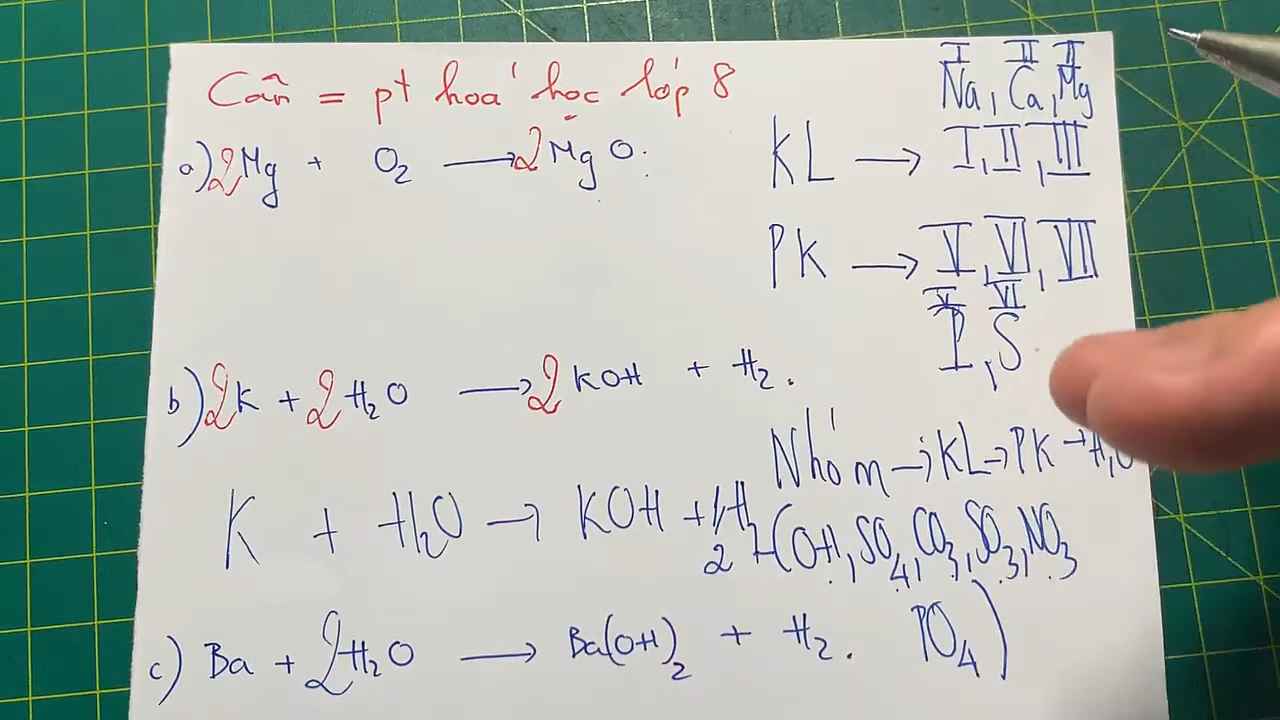 Cân = pt hoá học lớp 8
a) 2Mg + O2 → 2MgO.
b) 2K + 2H2O → 2KOH + H2.
K + H2O → KOH + 1/2 H2
c) Ba + 2H2O → Ba(OH)2 + H2.
I II II
Na, Ca, Mg
KL → I, II, III
PK → V, VI, VII
V VI
P, S
Nhóm → KL → PK → H, O
(OH, SO4, CO3, SO3, NO3
PO4)